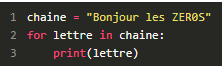 1 chaine = "Bonjour les ZER0S"
2 for lettre in chaine:
3     print(lettre)